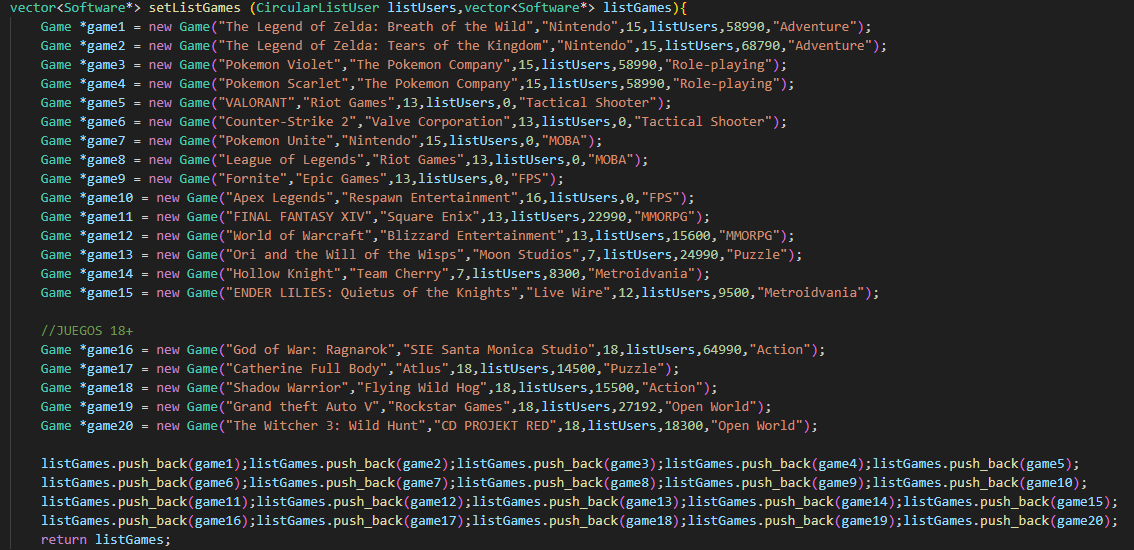 vector<Software*> setListGames (CircularListUser listUsers,vector<Software*> listGames){
Game *game1 = new Game("The Legend of Zelda: Breath of the Wild","Nintendo",15,listUsers,58990,"Adventure");
Game *game2 = new Game("The Legend of Zelda: Tears of the Kingdom","Nintendo",15,listUsers,68790,"Adventure");
Game *game3 = new Game("Pokemon Violet","The Pokemon Company",15,listUsers,58990,"Role-playing");
Game *game4 = new Game("Pokemon Scarlet","The Pokemon Company",15,listUsers,58990,"Role-playing");
Game *game5 = new Game("VALORANT","Riot Games",13,listUsers,0,"Tactical Shooter");
Game *game6 = new Game("Counter-Strike 2","Valve Corporation",13,listUsers,0,"Tactical Shooter");
Game *game7 = new Game("Pokemon Unite","Nintendo",15,listUsers,0,"MOBA");
Game *game8 = new Game("League of Legends","Riot Games",13,listUsers,0,"MOBA");
Game *game9 = new Game("Fornite","Epic Games",13,listUsers,0,"FPS");
Game *game10 = new Game("Apex Legends","Respawn Entertainment",16,listUsers,0,"FPS");
Game *game11 = new Game("FINAL FANTASY XIV","Square Enix",13,listUsers,22990,"MMORPG");
Game *game12 = new Game("World of Warcraft","Blizzard Entertainment",13,listUsers,15600,"MMORPG");
Game *game13 = new Game("Ori and the Will of the Wisps","Moon Studios",7,listUsers,24990,"Puzzle");
Game *game14 = new Game("Hollow Knight","Team Cherry",7,listUsers,8300,"Metroidvania");
Game *game15 = new Game("ENDER LILIES: Quietus of the Knights","Live Wire",12,listUsers,9500,"Metroidvania");
//JUEGOS 18+
Game *game16 = new Game("God of War: Ragnarok","SIE Santa Monica Studio",18,listUsers,64990,"Action");
Game *game17 = new Game("Catherine Full Body","Atlus",18,listUsers,14500,"Puzzle");
Game *game18 = new Game("Shadow Warrior","Flying Wild Hog",18,listUsers,15500,"Action");
Game *game19 = new Game("Grand theft Auto V","Rockstar Games",18,listUsers,27192,"Open World");
Game *game20 = new Game("The Witcher 3: Wild Hunt","CD PROJEKT RED",18,listUsers,18300,"Open World");
listGames.push_back(game1);listGames.push_back(game2);listGames.push_back(game3);listGames.push_back(game4);listGames.push_back(game5);
listGames.push_back(game6);listGames.push_back(game7);listGames.push_back(game8);listGames.push_back(game9);listGames.push_back(game10);
listGames.push_back(game11);listGames.push_back(game12);listGames.push_back(game13);listGames.push_back(game14);listGames.push_back(game15);
listGames.push_back(game16);listGames.push_back(game17);listGames.push_back(game18);listGames.push_back(game19);listGames.push_back(game20);
return listGames;